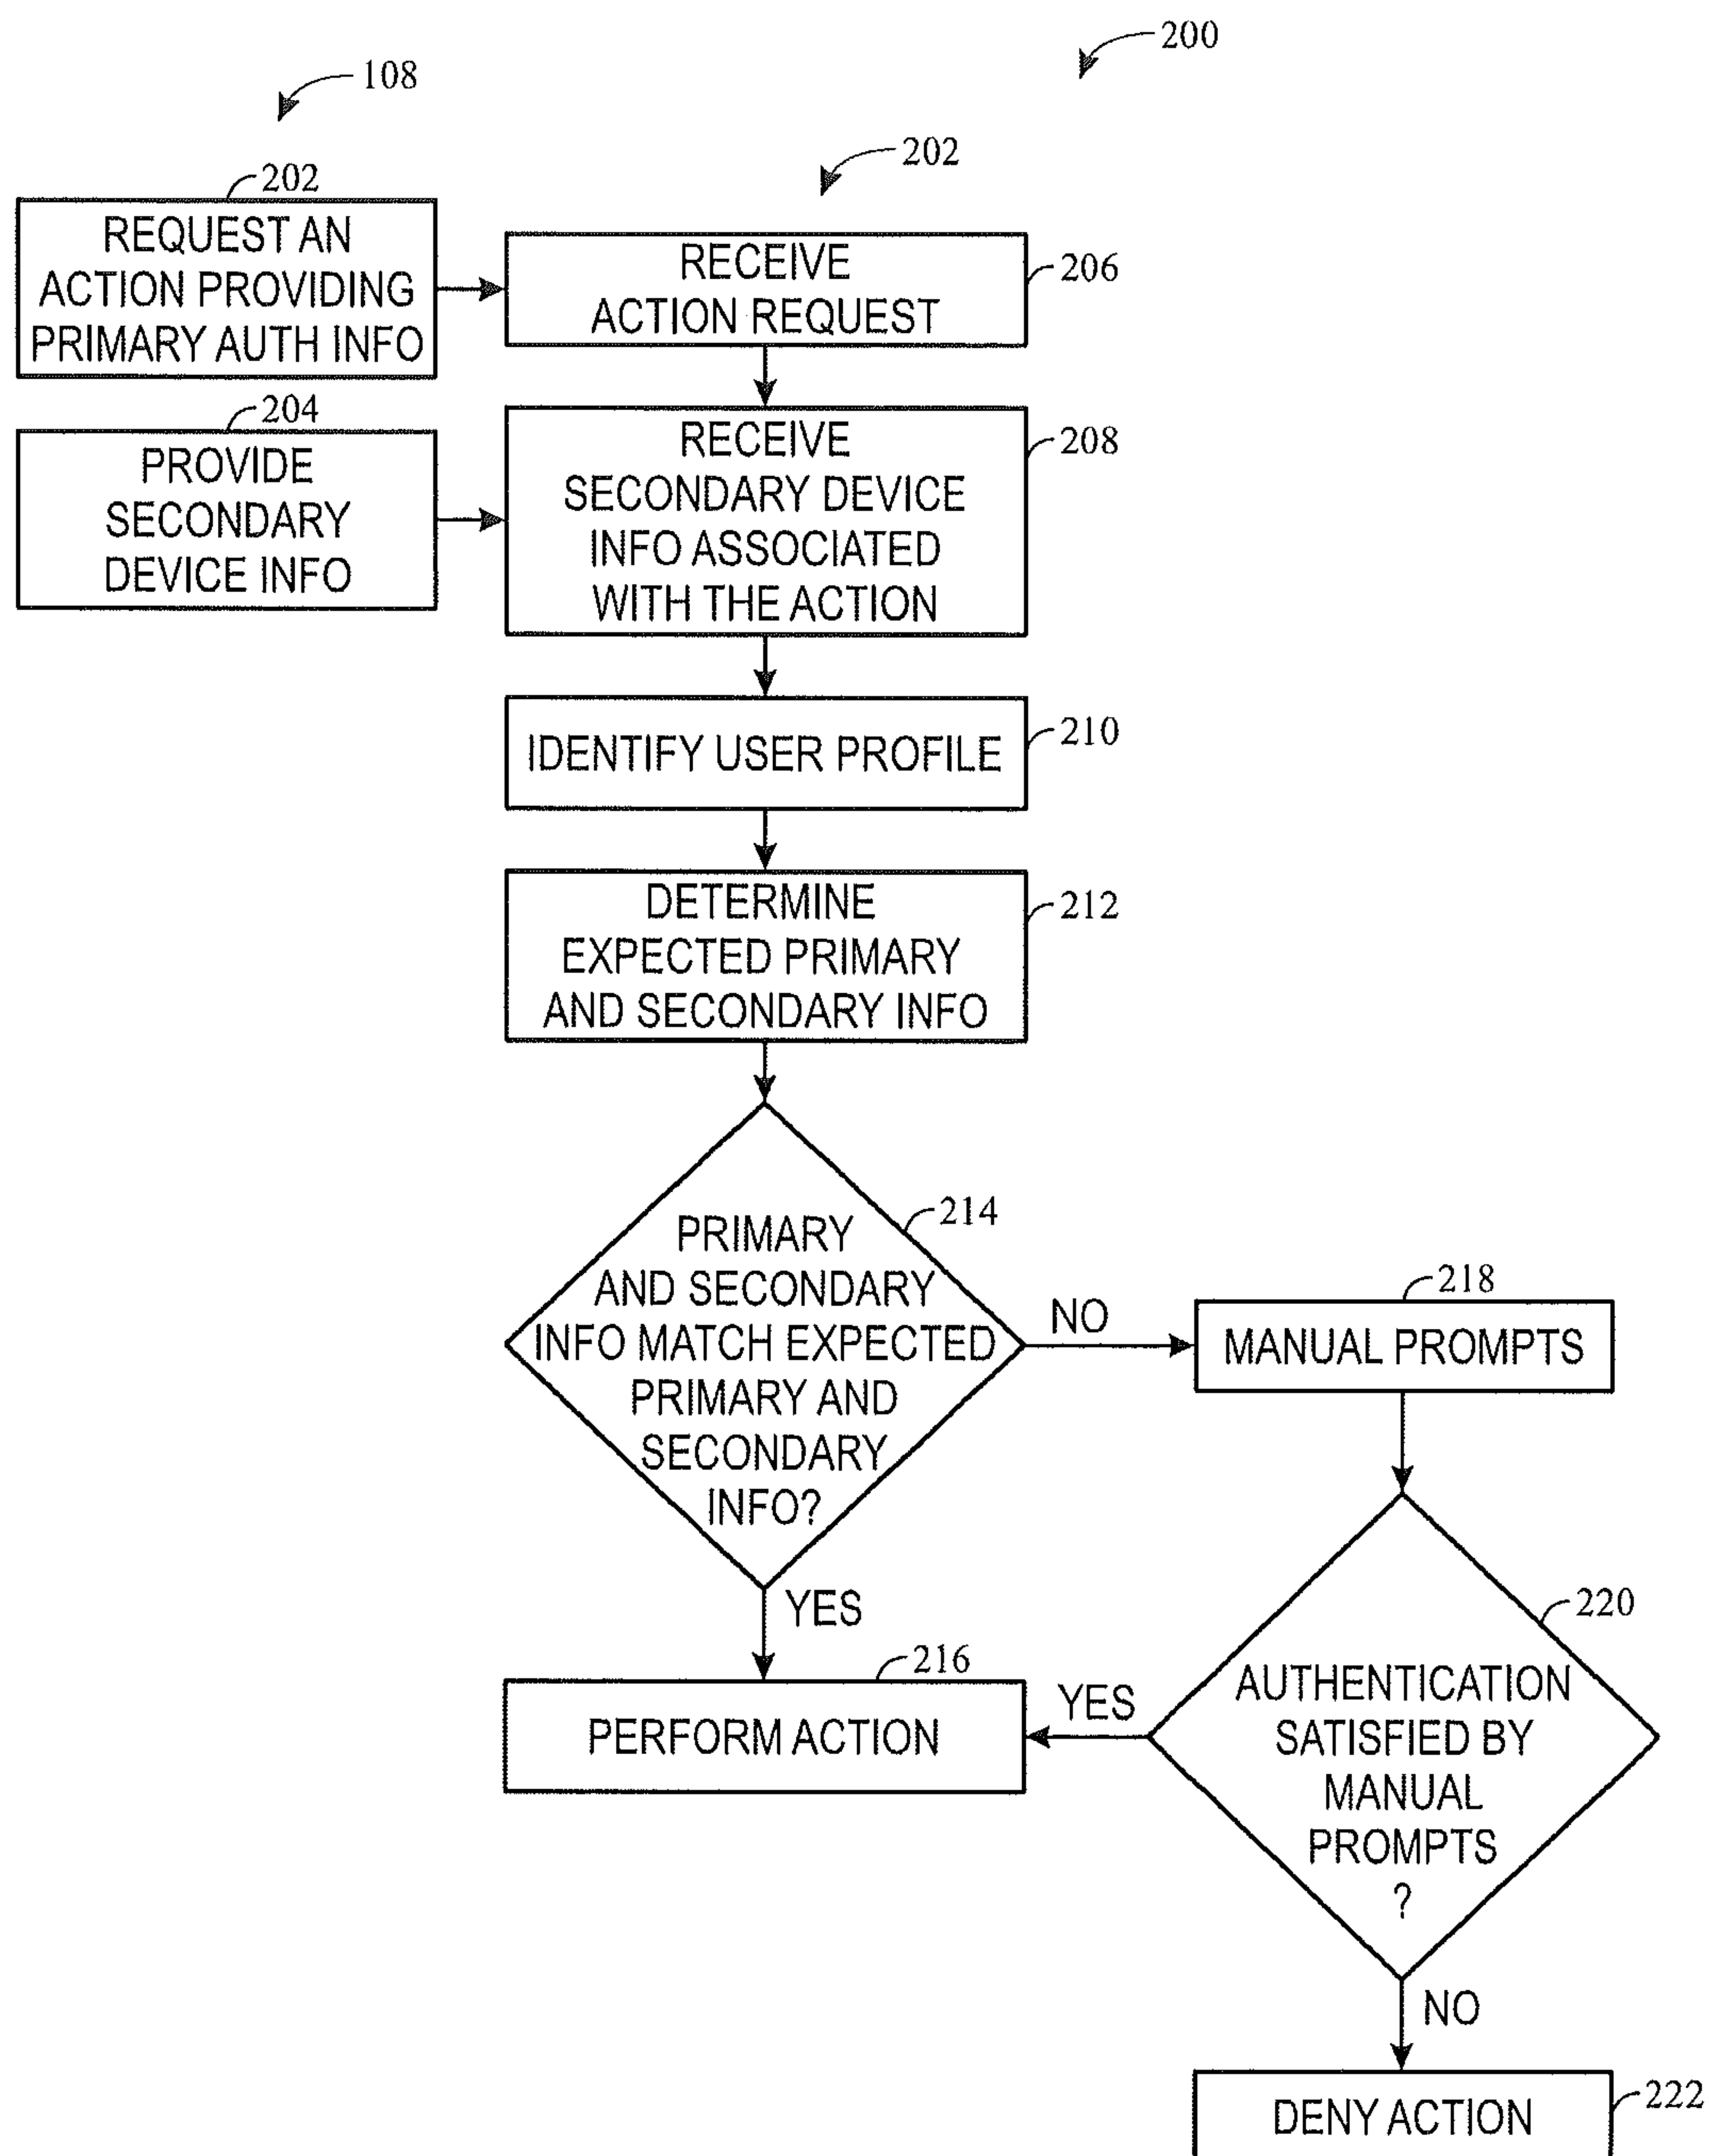 200
108
202
202
REQUEST AN
ACTION PROVIDING
PRIMARY AUTH INFO
RECEIVE
ACTION REQUEST
206
204
PROVIDE
SECONDARY
DEVICE INFO
RECEIVE
SECONDARY DEVICE
INFO ASSOCIATED
WITH THE ACTION
208
IDENTIFY USER PROFILE
210
DETERMINE
EXPECTED PRIMARY
AND SECONDARY INFO
212
PRIMARY
AND SECONDARY
INFO MATCH EXPECTED
PRIMARY AND
SECONDARY
INFO?
214
NO
218
MANUAL PROMPTS
YES
216
PERFORM ACTION
YES
220
AUTHENTICATION
SATISFIED BY
MANUAL
PROMPTS
?
NO
DENY ACTION
222